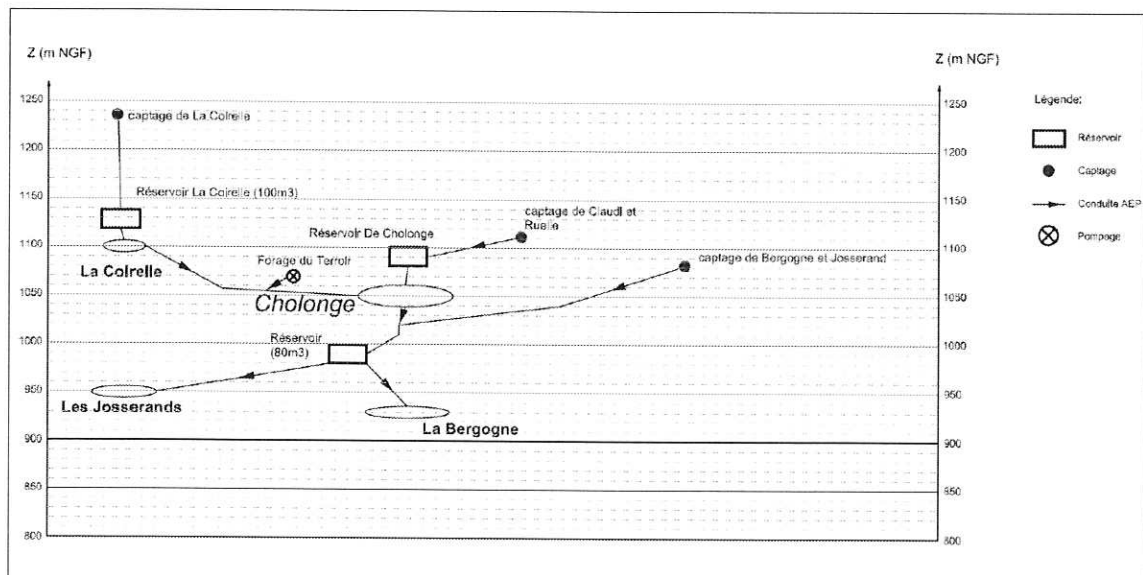 Z (m NGF)
Z (m NGF)
1250
1200
1150
1100
1050
1000
950
900
850
800
1250
1200
1150
1100
1050
1000
950
900
850
800
captage de La Coirelle
Réservoir La Coirelle (100m3)
La Coirelle
captage de Claudi et
Ruelle
Réservoir De Cholonge
Forage du Terroir
Cholonge
captage de Bergogne et Josserand
Réservoir
(80m3)
Les Josserands
La Bergogne
Légende:
Réservoir
Captage
Conduite AEP
Pompage